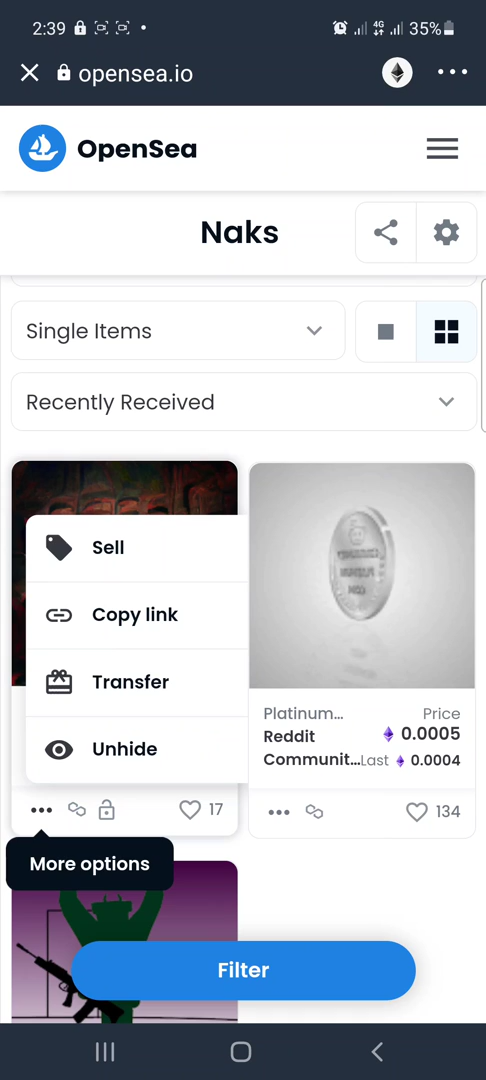 2:39 4G 35%
opensea.io
OpenSea
Naks
Single Items
Recently Received
Sell
Copy link
Transfer
Unhide
17
More options
Platinum... Price
Reddit 0.0005
Communit... Last 0.0004
134
Filter